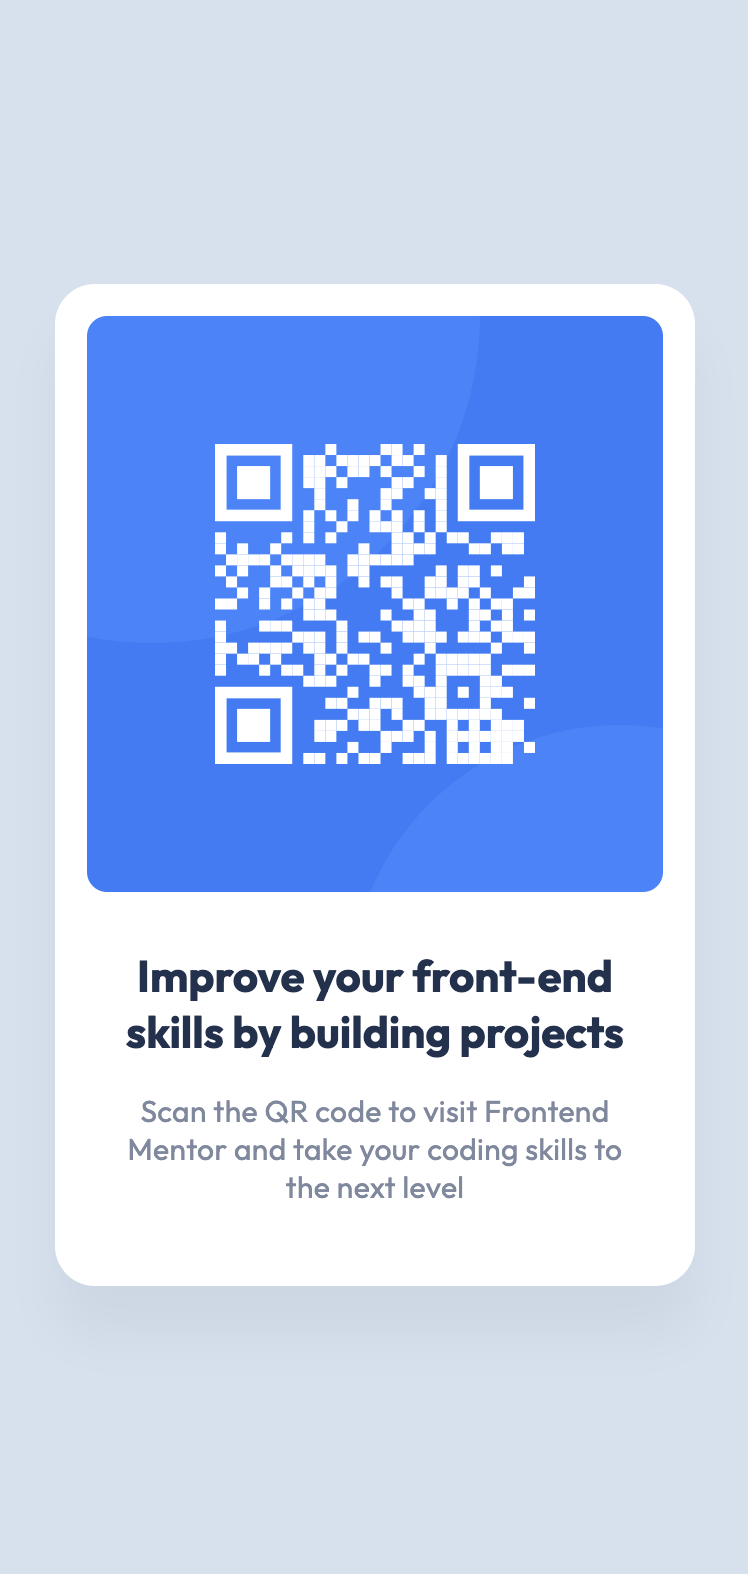 Improve your front-end
skills by building projects
Scan the QR code to visit Frontend
Mentor and take your coding skills to
the next level